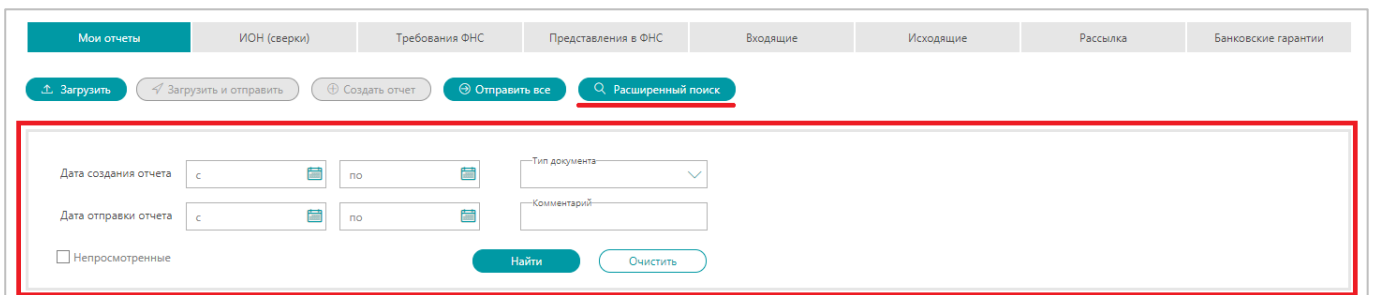 Мои отчеты ИОН (сверки) Требования ФНС Представления в ФНС Входящие Исходящие Рассылка Банковские гарантии
Загрузить Загрузить и отправить Создать отчет Отправить все Расширенный поиск
Тип документа
Дата создания отчета с по
Комментарий
Дата отправки отчета с по
Непросмотренные Найти Очистить